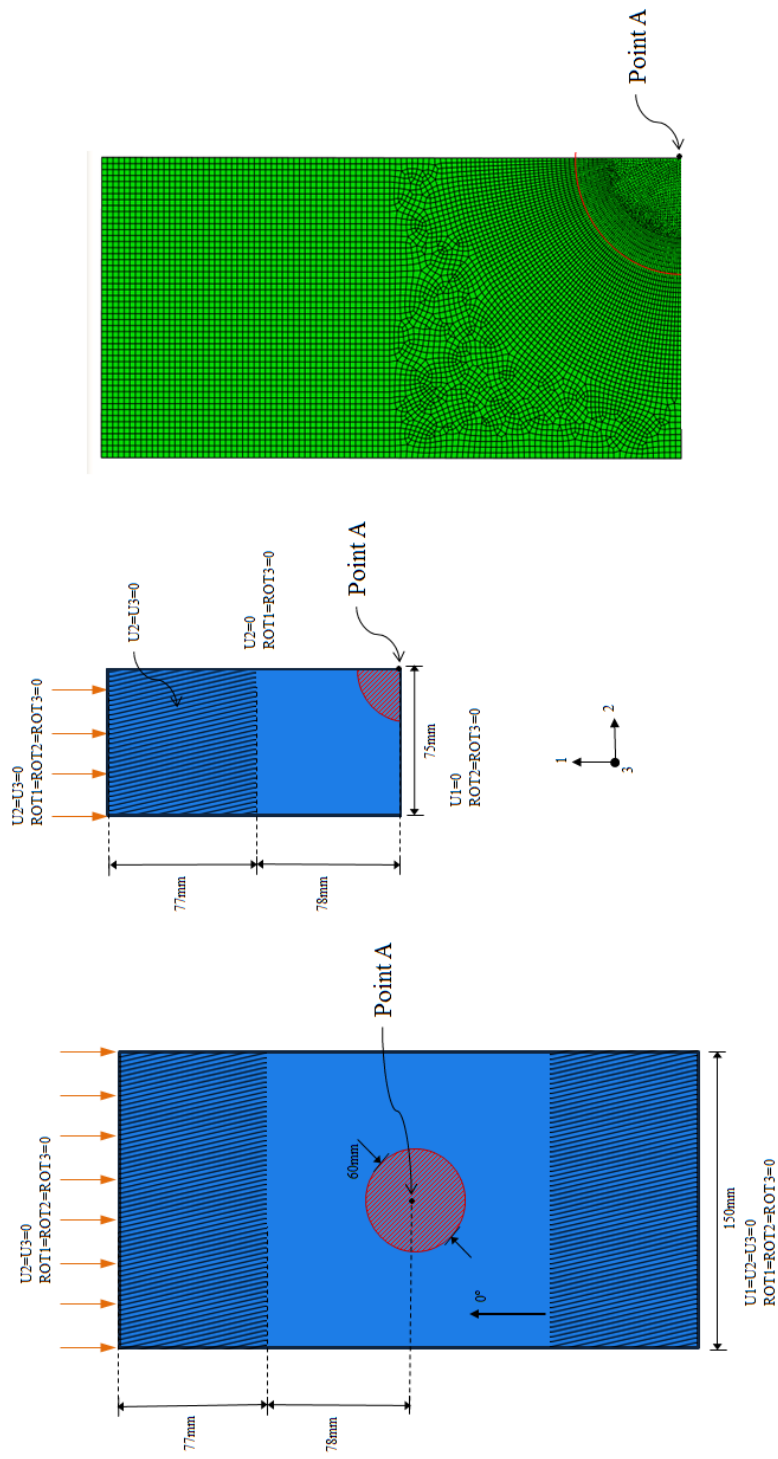 U2=U3=0
ROT1=ROT2=ROT3=0
77mm
78mm
60mm
Point A
0°
150mm
U1=U2=U3=0
ROT1=ROT2=ROT3=0
U2=U3=0
ROT1=ROT2=ROT3=0
U2=U3=0
77mm
U2=0
ROT1=ROT3=0
78mm
Point A
75mm
U1=0
ROT2=ROT3=0
1
2
3
Point A